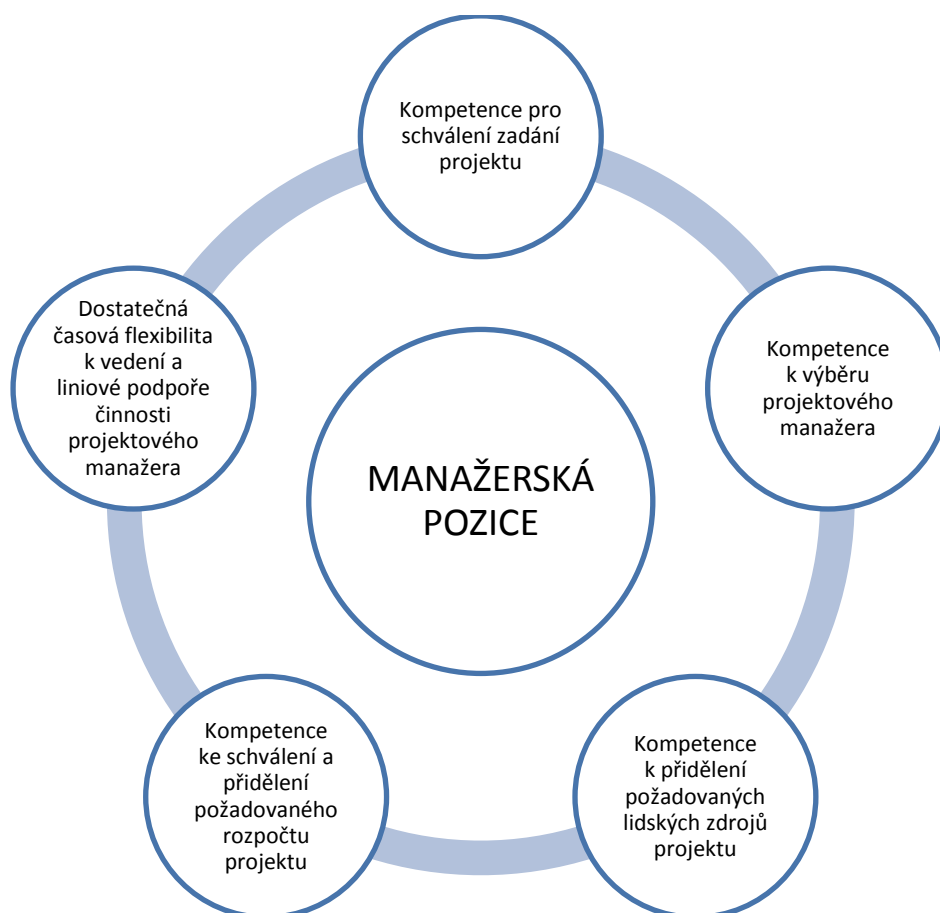 Kompetence pro
schválení zadání
projektu
Kompetence
k výběru
projektového
manažera
Kompetence
k přidělení
požadovaných
lidských zdrojů
projektu
Kompetence
ke schválení a
přidělení
požadovaného
rozpočtu
projektu
Dostatečná
časová flexibilita
k vedení a
liniové podpoře
činnosti
projektového
manažera
MANAŽERSKÁ
POZICE